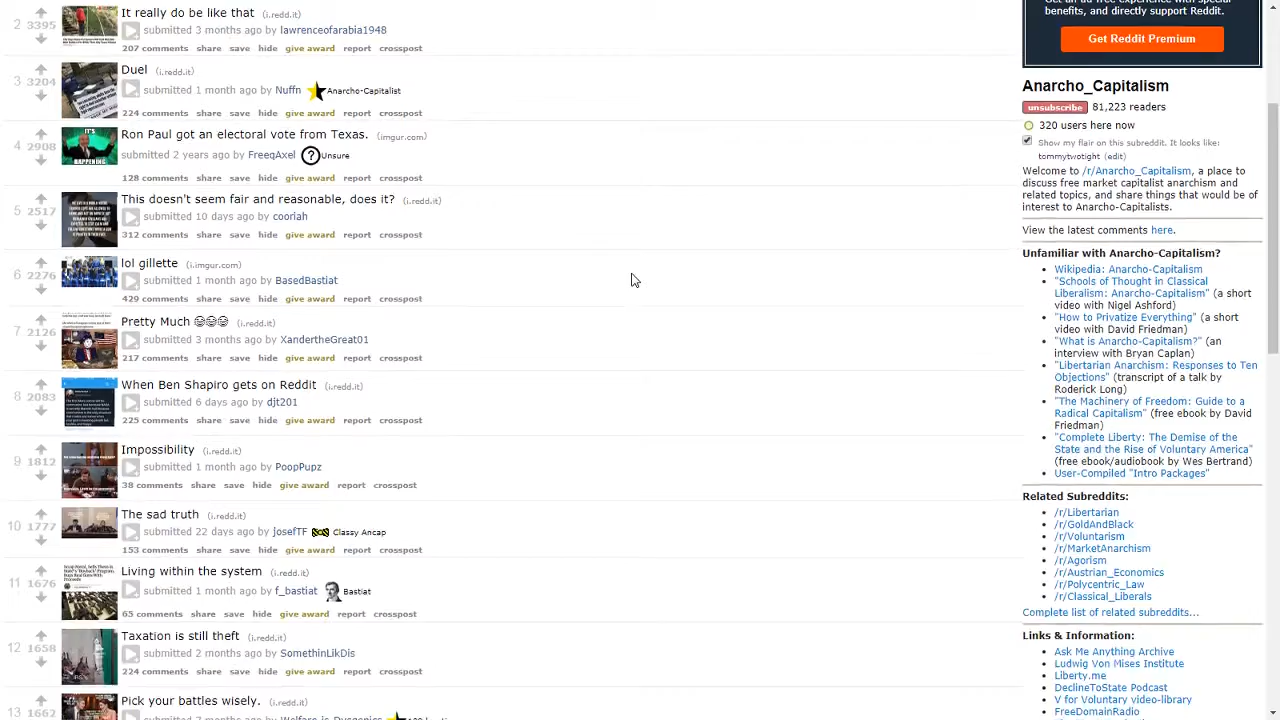 2
3395
It really do be like that (i.redd.it)
submitted 3 months ago by lawrenceofarabia1948
207 comments share save hide give award report crosspost
3
3204
Duel (i.redd.it)
submitted 1 month ago by Nuffn Anarcho-Capitalist
224 comments share save hide give award report crosspost
4
2908
IT'S
HAPPENING
Ron Paul got an electoral vote from Texas. (imgur.com)
submitted 2 years ago by FreeqAxel ? Unsure
128 comments share save hide give award report crosspost
5
2517
This doesn't seem fair or reasonable does it? (i.redd.it)
submitted 10 days ago by cooriah
312 comments share save hide give award report crosspost
6
2276
lol gillette (i.imgur.com)
submitted 1 month ago by BasedBastiat
429 comments share save hide give award report crosspost
7
2126
Pretty much
submitted 3 months ago by XandertheGreat01
217 comments share save hide give award report crosspost
8
2083
When Ben Shapiro gets on Reddit (i.redd.it)
submitted 6 days ago by djt201
225 comments share save hide give award report crosspost
9
1812
Impossibility (i.redd.it)
submitted 1 month ago by PoopPupz
38 comments share save hide give award report crosspost
10
1777
The sad truth (i.redd.it)
submitted 22 days ago by josefTF Classy Ancap
153 comments share save hide give award report crosspost
11
1676
Living within the system (i.redd.it)
submitted 1 month ago by f_bastiat Bastiat
65 comments share save hide give award report crosspost
12
1658
Taxation is still theft (i.redd.it)
submitted 2 months ago by SomethinLikDis
224 comments share save hide give award report crosspost
13
1662
Pick your battles wisely. (i.redd.it)
submitted 7 months ago by
directory, and directly support Reddit.
Get Reddit Premium
Anarcho_Capitalism
unsubscribe 81,223 readers
320 users here now
Show my flair on this subreddit. It looks like:
tommytwotight (edit)
Welcome to /r/Anarcho_Capitalism, a place to
discuss free market capitalist anarchism and
related topics, and share things that would be of
interest to Anarcho-Capitalists.
View the latest comments here.
Unfamiliar with Anarcho-Capitalism?
Wikipedia: Anarcho-Capitalism
"Schools of Thought in Classical
Liberalism: Anarcho-Capitalism" (a short
video with Nigel Ashford)
"How to Privatize Everything" (a short
video with David Friedman)
"What is Anarcho-Capitalism?" (an
interview with Bryan Caplan)
"Libertarian Anarchism: Responses to Ten
Objections" (transcript of a talk by
Roderick Long)
"The Machinery of Freedom: Guide to a
Radical Capitalism" (free ebook by David
Friedman)
"Complete Liberty: The Demise of the
State and the Rise of Voluntary America"
(free ebook/audiobook by Wes Bertrand)
User-Compiled "Intro Packages"
Related Subreddits:
/r/Libertarian
/r/GoldAndBlack
/r/Voluntarism
/r/MarketAnarchism
/r/Agorism
/r/Austrian_Economics
/r/Polycentric_Law
/r/Classical_Liberals
Complete list of related subreddits...
Links & Information:
Ask Me Anything Archive
Ludwig Von Mises Institute
Liberty.me
DeclineToState Podcast
V for Voluntary video-library
FreeDomainRadio